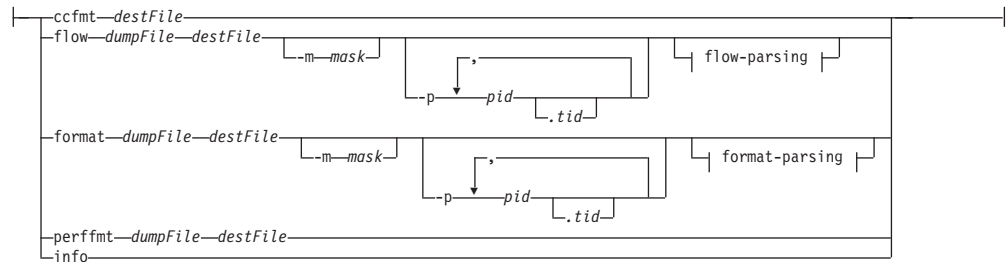 ccfmt destFile
flow dumpFile destFile
-m mask
,
flow-parsing
-p pid
.tid
format dumpFile destFile
-m mask
,
format-parsing
-p pid
.tid
perffmt dumpFile destFile
info